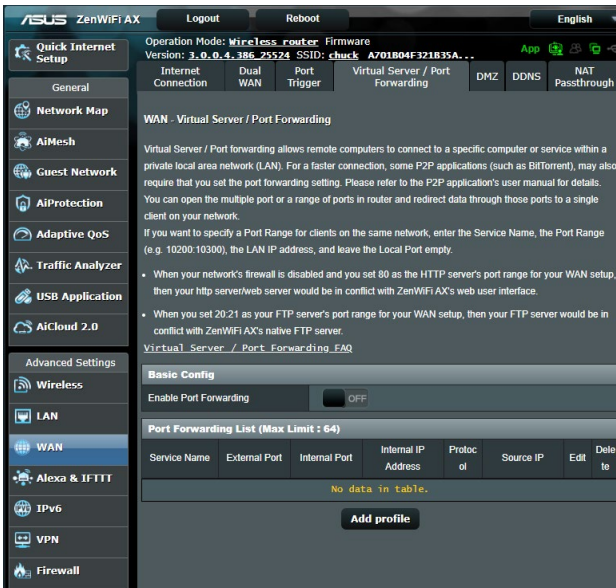 ASUS ZenWiFi AX
Logout
Reboot
English
Quick Internet
Setup
General
Network Map
AiMesh
Guest Network
AiProtection
Adaptive QoS
Traffic Analyzer
USB Application
AiCloud 2.0
Advanced Settings
Wireless
LAN
WAN
Alexa & IFTTT
IPv6
VPN
Firewall
Operation Mode: Wireless router Firmware
Version: 3.0.0.4.386_25524 SSID: chuck A701B04F321B35A...
App
Internet
Connection
Dual
WAN
Port
Trigger
Virtual Server / Port
Forwarding
DMZ
DDNS
NAT
Passthrough
WAN - Virtual Server / Port Forwarding
Virtual Server / Port forwarding allows remote computers to connect to a specific computer or service within a
private local area network (LAN). For a faster connection, some P2P applications (such as BitTorrent), may also
require that you set the port forwarding setting. Please refer to the P2P application's user manual for details.
You can open the multiple port or a range of ports in router and redirect data through those ports to a single
client on your network.
If you want to specify a Port Range for clients on the same network, enter the Service Name, the Port Range
(e.g. 10200:10300), the LAN IP address, and leave the Local Port empty.
• When your network's firewall is disabled and you set 80 as the HTTP server's port range for your WAN setup,
then your http server/web server would be in conflict with ZenWiFi AX's web user interface.
• When you set 20:21 as your FTP server's port range for your WAN setup, then your FTP server would be in
conflict with ZenWiFi AX's native FTP server.
Virtual Server / Port Forwarding FAQ
Basic Config
Enable Port Forwarding
OFF
Port Forwarding List (Max Limit : 64)
Service Name
External Port
Internal Port
Internal IP
Address
Protoc
ol
Source IP
Edit
Dele
te
No data in table.
Add profile